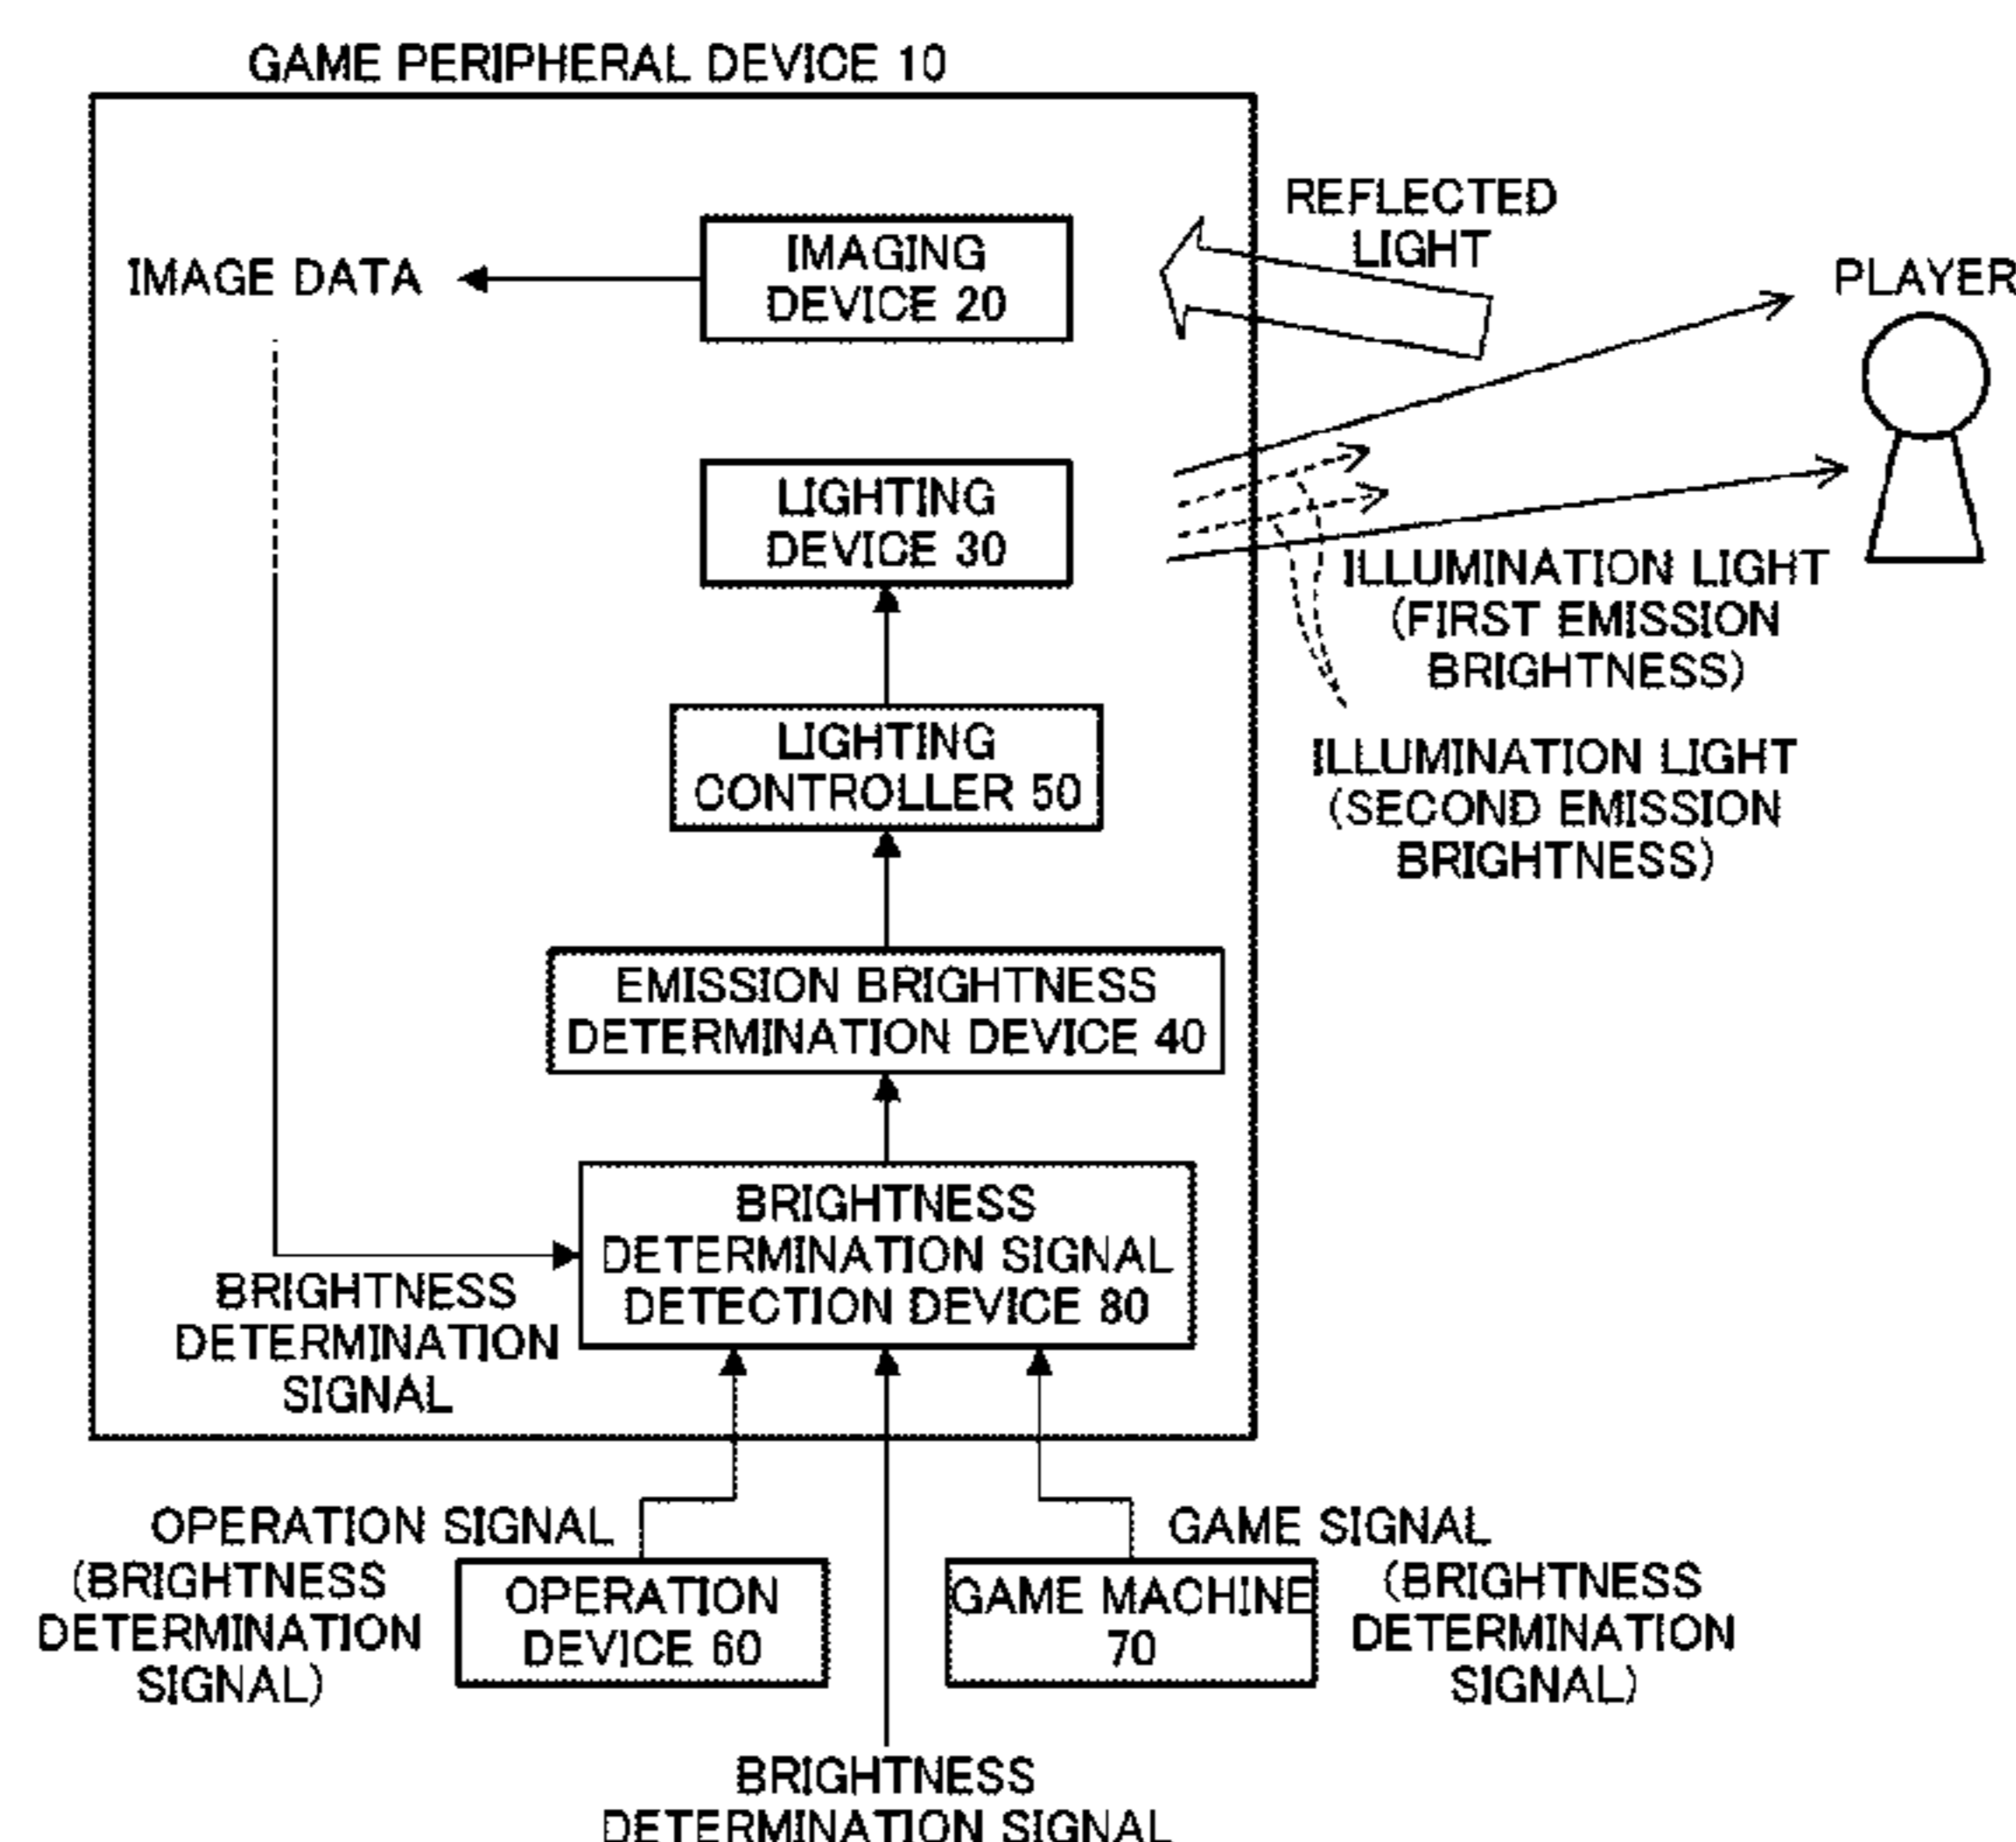 GAME PERIPHERAL DEVICE 10
REFLECTED
LIGHT
PLAYER
IMAGE DATA
IMAGING
DEVICE 20
LIGHTING
DEVICE 30
ILLUMINATION LIGHT
(FIRST EMISSION
BRIGHTNESS)
LIGHTING
CONTROLLER 50
ILLUMINATION LIGHT
(SECOND EMISSION
BRIGHTNESS)
EMISSION BRIGHTNESS
DETERMINATION DEVICE 40
BRIGHTNESS
DETERMINATION SIGNAL
DETECTION DEVICE 80
BRIGHTNESS
DETERMINATION
SIGNAL
OPERATION SIGNAL
(BRIGHTNESS
DETERMINATION
SIGNAL)
OPERATION
DEVICE 60
GAME MACHINE
70
GAME SIGNAL
(BRIGHTNESS
DETERMINATION
SIGNAL)
BRIGHTNESS
DETERMINATION SIGNAL